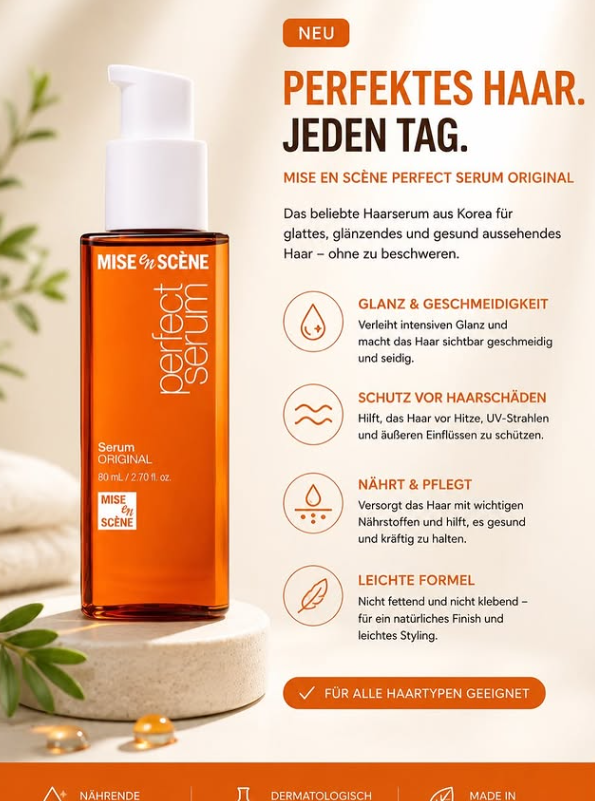 NEU
PERFEKTES HAAR.
JEDEN TAG.
MISE EN SCÈNE PERFECT SERUM ORIGINAL
Das beliebte Haarserum aus Korea für
glattes, glänzendes und gesund aussehendes
Haar – ohne zu beschweren.
GLANZ & GESCHMEIDIGKEIT
Verleiht intensiven Glanz und
macht das Haar sichtbar geschmeidig
und seidig.
SCHUTZ VOR HAARSCHÄDEN
Hilft, das Haar vor Hitze, UV-Strahlen
und äußeren Einflüssen zu schützen.
NÄHRT & PFLEGT
Versorgt das Haar mit wichtigen
Nährstoffen und hilft, es gesund
und kräftig zu halten.
LEICHTE FORMEL
Nicht fettend und nicht klebend –
für ein natürliches Finish und
leichtes Styling.
FÜR ALLE HAARTYPEN GEEIGNET
MISE en SCÈNE
perfect
serum
Serum
ORIGINAL
80 mL / 2.70 fl. oz.
MISE
en
SCÈNE
NÄHRENDE
DERMATOLOGISCH
MADE IN